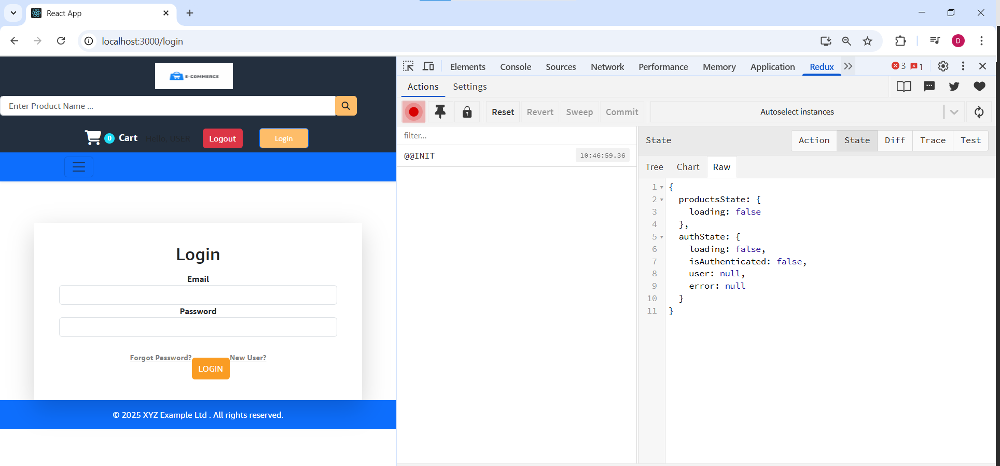 React App
localhost:3000/login
D
E-COMMERCE
Enter Product Name ...
0 Cart Hello, USER Logout Login
Login
Email
Password
Forgot Password? LOGIN New User?
© 2025 XYZ Example Ltd . All rights reserved.
Elements Console Sources Network Performance Memory Application Redux 3 1
Actions Settings
Reset Revert Sweep Commit Autoselect instances
filter...
@@INIT 10:46:59.36
State Action State Diff Trace Test
Tree Chart Raw
1 {
2 productsState: {
3 loading: false
4 },
5 authState: {
6 loading: false,
7 isAuthenticated: false,
8 user: null,
9 error: null
10 }
11 }